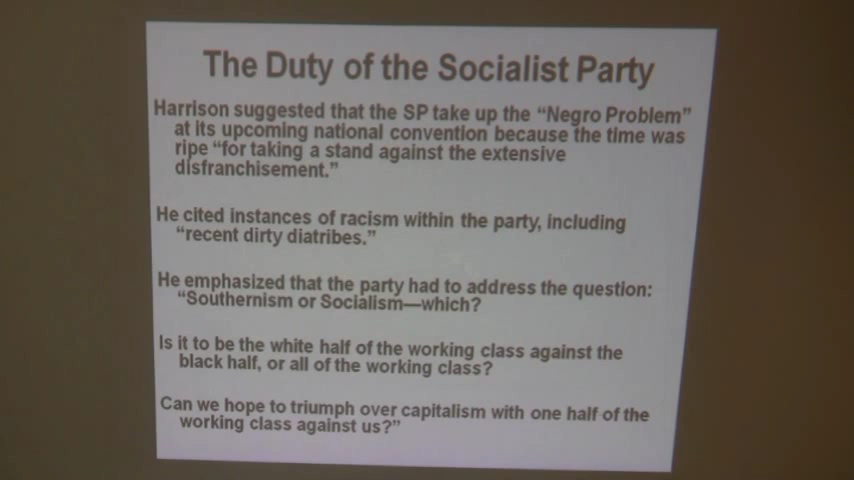 The Duty of the Socialist Party
Harrison suggested that the SP take up the “Negro Problem”
at its upcoming national convention because the time was
ripe “for taking a stand against the extensive
disfranchisement.”
He cited instances of racism within the party, including
“recent dirty diatribes.”
He emphasized that the party had to address the question:
“Southernism or Socialism—which?
Is it to be the white half of the working class against the
black half, or all of the working class?
Can we hope to triumph over capitalism with one half of the
working class against us?”